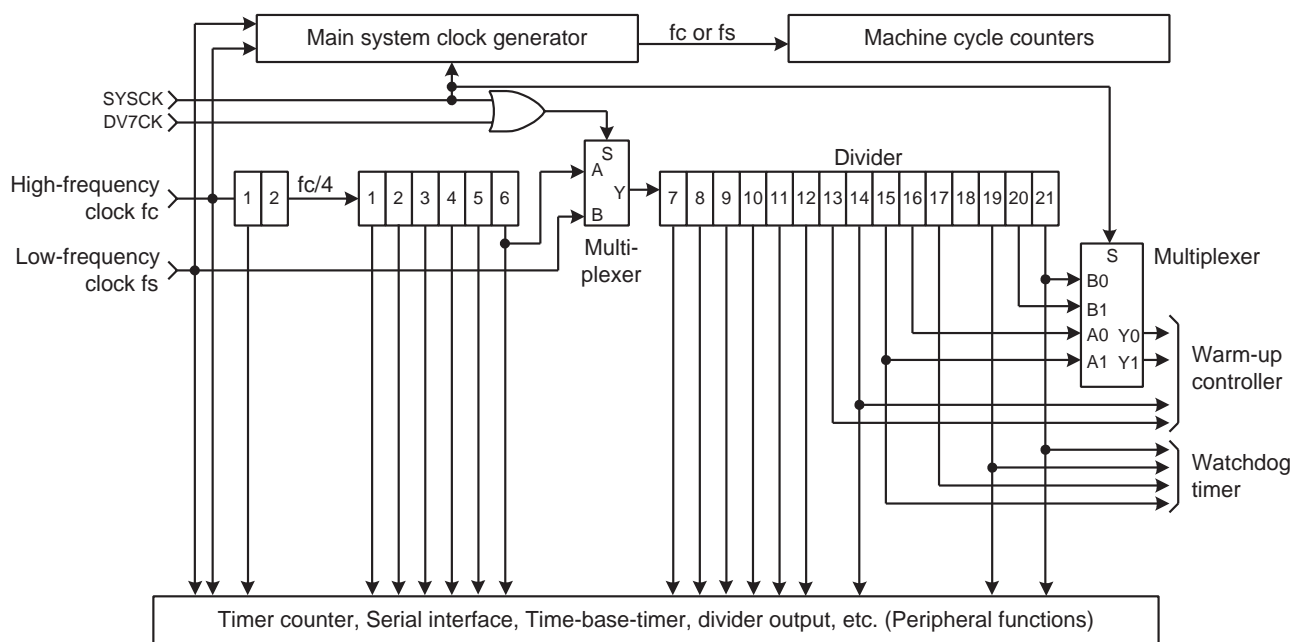 Main system clock generator
fc or fs
Machine cycle counters
SYSCK
DV7CK
S
A
Y
B
Multi-
plexer
Divider
High-frequency
clock fc
1 2
fc/4
1 2 3 4 5 6
7 8 9 10 11 12 13 14 15 16 17 18 19 20 21
Low-frequency
clock fs
S
Multiplexer
B0
B1
A0 Y0
A1 Y1
Warm-up
controller
Watchdog
timer
Timer counter, Serial interface, Time-base-timer, divider output, etc. (Peripheral functions)